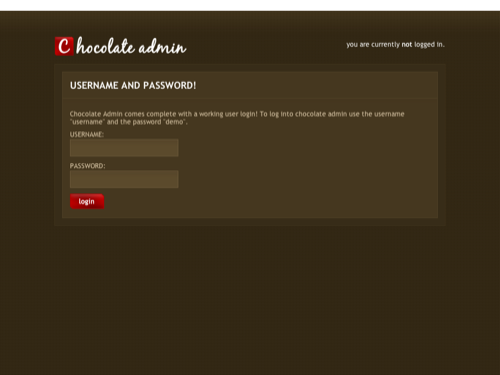 Chocolate admin
you are currently not logged in.
USERNAME AND PASSWORD!
Chocolate Admin comes complete with a working user login! To log into chocolate admin use the username
"username" and the password "demo".
USERNAME:
PASSWORD:
login